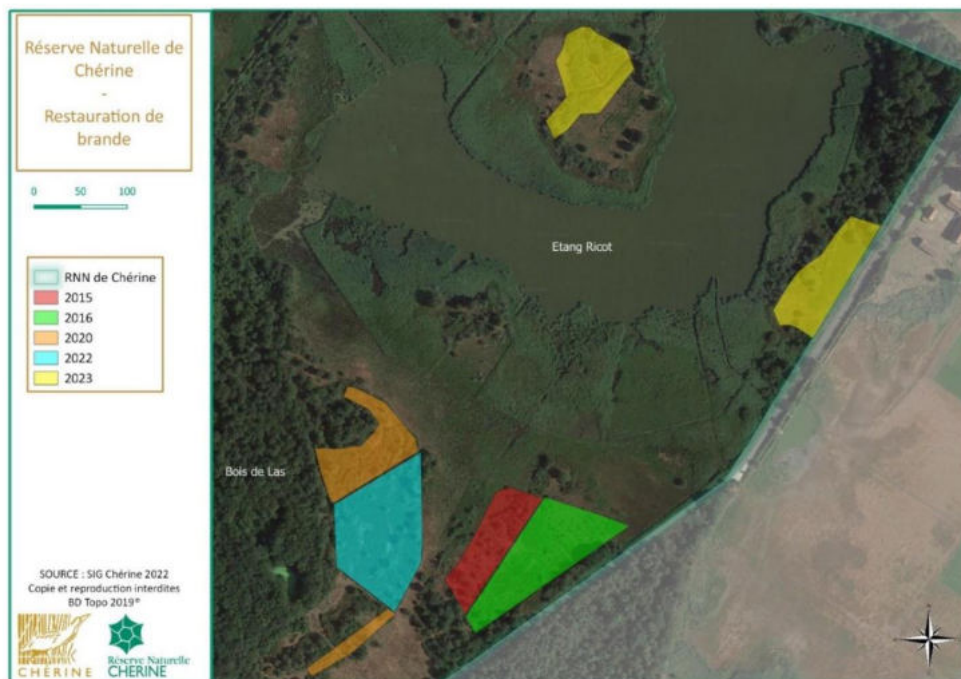 Réserve Naturelle de
Chérine
-
Restauration de
brande
0 50 100
RNN de Chérine
2015
2016
2020
2022
2023
Etang Ricot
Bois de Las
SOURCE : SIG Chérine 2022
Copie et reproduction interdites
BD Topo 2019®
CHÉRINE
Réserve Naturelle
CHERINE